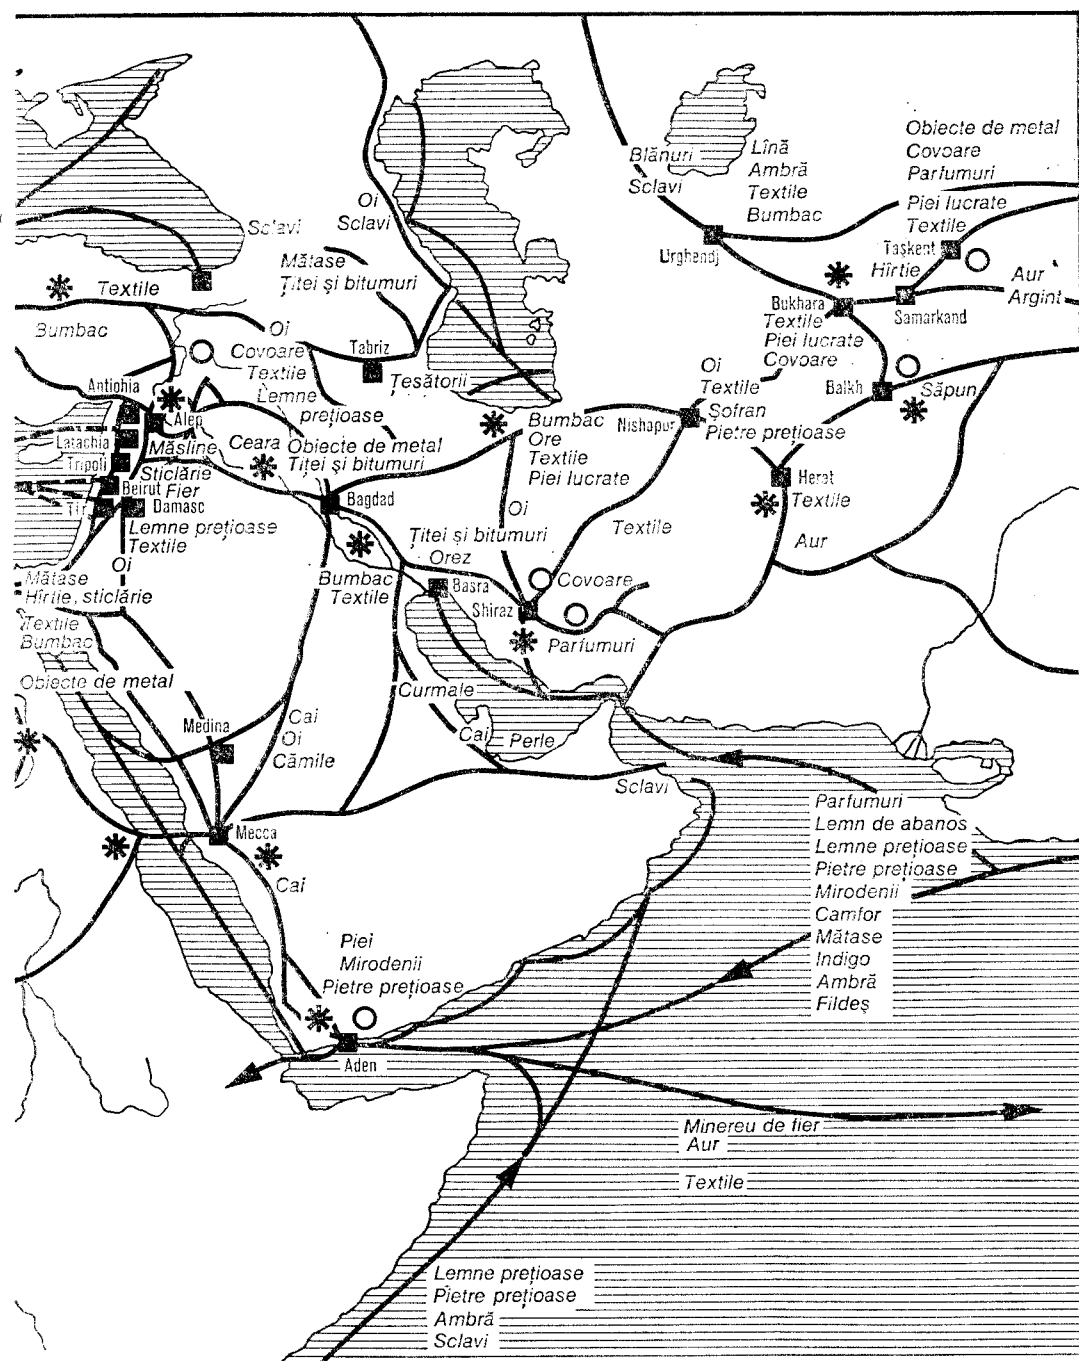 Obiecte de metal
Covoare
Parfumuri
Blănuri
Sclavi
Lînă
Ambră
Textile
Bumbac
Piei lucrate
Textile
Oi
Sclavi
Sclavi
Urghendj
Taşkent
Hîrtie
Aur
Argint
Mătase
Ţiţei şi bitumuri
Textile
Bumbac
Bukhara
Textile
Piei lucrate
Covoare
Samarkand
Oi
Covoare
Textile
Tabriz
Ţesătorii
Lemne
preţioase
Oi
Textile
Balkh
Săpun
Antiohia
Alep
Latachia
Tripoli
Beirut
Tir
Damasc
Măsline
Sticlărie
Fier
Ceara
Obiecte de metal
Ţiţei şi bitumuri
Bumbac
Ore
Textile
Piei lucrate
Nishapur
Şofran
Pietre preţioase
Herat
Textile
Lemne preţioase
Textile
Oi
Bagdad
Oi
Textile
Aur
Ţiţei şi bitumuri
Orez
Mătase
Hîrtie, sticlărie
Textile
Bumbac
Bumbac
Textile
Basra
Shiraz
Covoare
Parfumuri
Obiecte de metal
Curmale
Medina
Cai
Oi
Cămile
Cai
Perle
Sclavi
Mecca
Cai
Parfumuri
Lemn de abanos
Lemne preţioase
Pietre preţioase
Mirodenii
Camfor
Mătase
Indigo
Ambră
Fildeş
Piei
Mirodenii
Pietre preţioase
Aden
Minereu de fier
Aur
Textile
Lemne preţioase
Pietre preţioase
Ambră
Sclavi